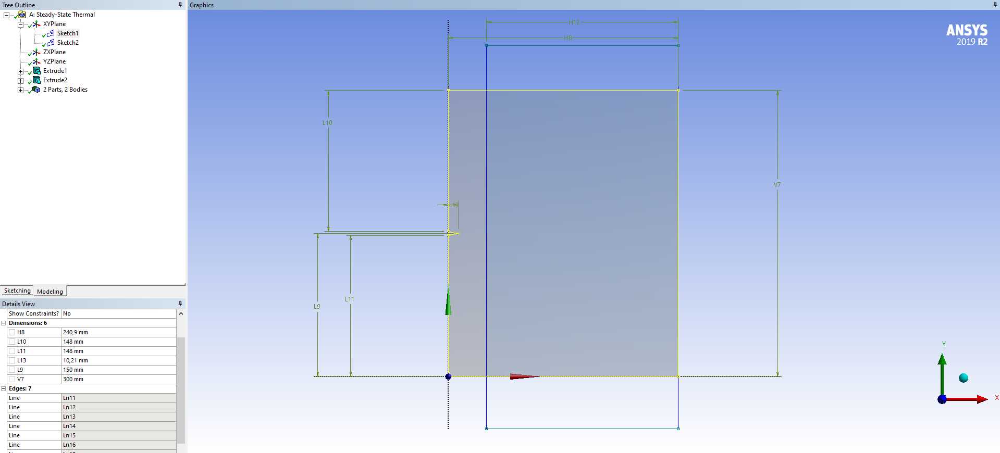 Tree Outline
A: Steady-State Thermal
XYPlane
Sketch1
Sketch2
ZXPlane
YZPlane
Extrude1
Extrude2
2 Parts, 2 Bodies
Sketching Modeling
Details View
Show Constraints? No
Dimensions: 6
H8 240,9 mm
L10 148 mm
L11 148 mm
L13 10,21 mm
L9 150 mm
V7 300 mm
Edges: 7
Line Ln11
Line Ln12
Line Ln13
Line Ln14
Line Ln15
Line Ln16
Graphics
H12
H8
ANSYS
2019 R2
L10
V7
L13
L11
L9
Y
X